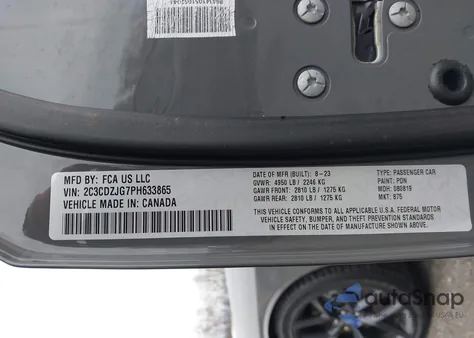 MFD BY: FCA US LLC
VIN: 2C3CDZJG7PH633865
VEHICLE MADE IN: CANADA
DATE OF MFR (BUILT): 8-23
GVWR: 4950 LB / 2246 KG
GAWR FRONT: 2810 LB / 1275 KG
GAWR REAR: 2810 LB / 1275 KG
TYPE: PASSENGER CAR
PAINT: PDN
MDH: 080819
MKT: B75
THIS VEHICLE CONFORMS TO ALL APPLICABLE U.S.A. FEDERAL MOTOR
VEHICLE SAFETY, BUMPER, AND THEFT PREVENTION STANDARDS
IN EFFECT ON THE DATE OF MANUFACTURE SHOWN ABOVE.
autoSnap